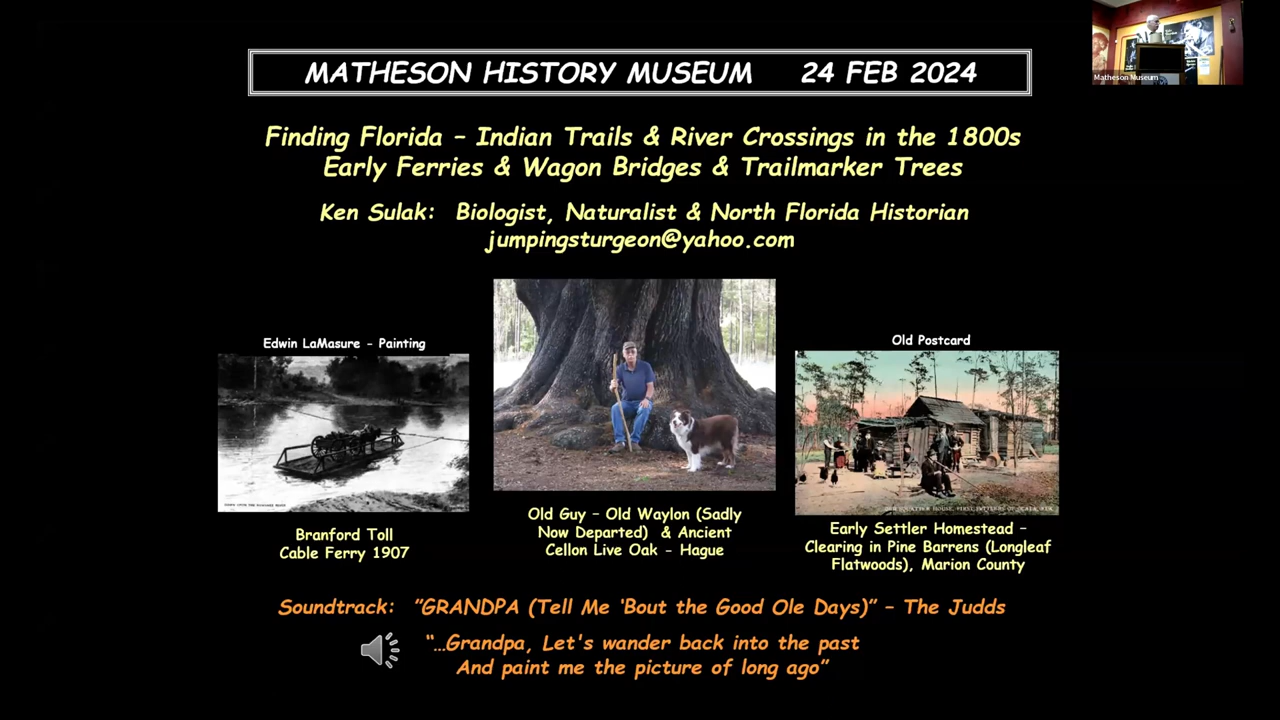 MATHESON HISTORY MUSEUM 24 FEB 2024
Matheson Museum
Finding Florida – Indian Trails & River Crossings in the 1800s
Early Ferries & Wagon Bridges & Trailmarker Trees
Ken Sulak: Biologist, Naturalist & North Florida Historian
jumpingsturgeon@yahoo.com
Edwin LaMasure - Painting
Old Postcard
Branford Toll
Cable Ferry 1907
Old Guy – Old Waylon (Sadly
Now Departed) & Ancient
Cellon Live Oak – Hague
Early Settler Homestead –
Clearing in Pine Barrens (Longleaf
Flatwoods), Marion County
Soundtrack: ”GRANDPA (Tell Me ‘Bout the Good Ole Days)” – The Judds
“…Grandpa, Let's wander back into the past
And paint me the picture of long ago”